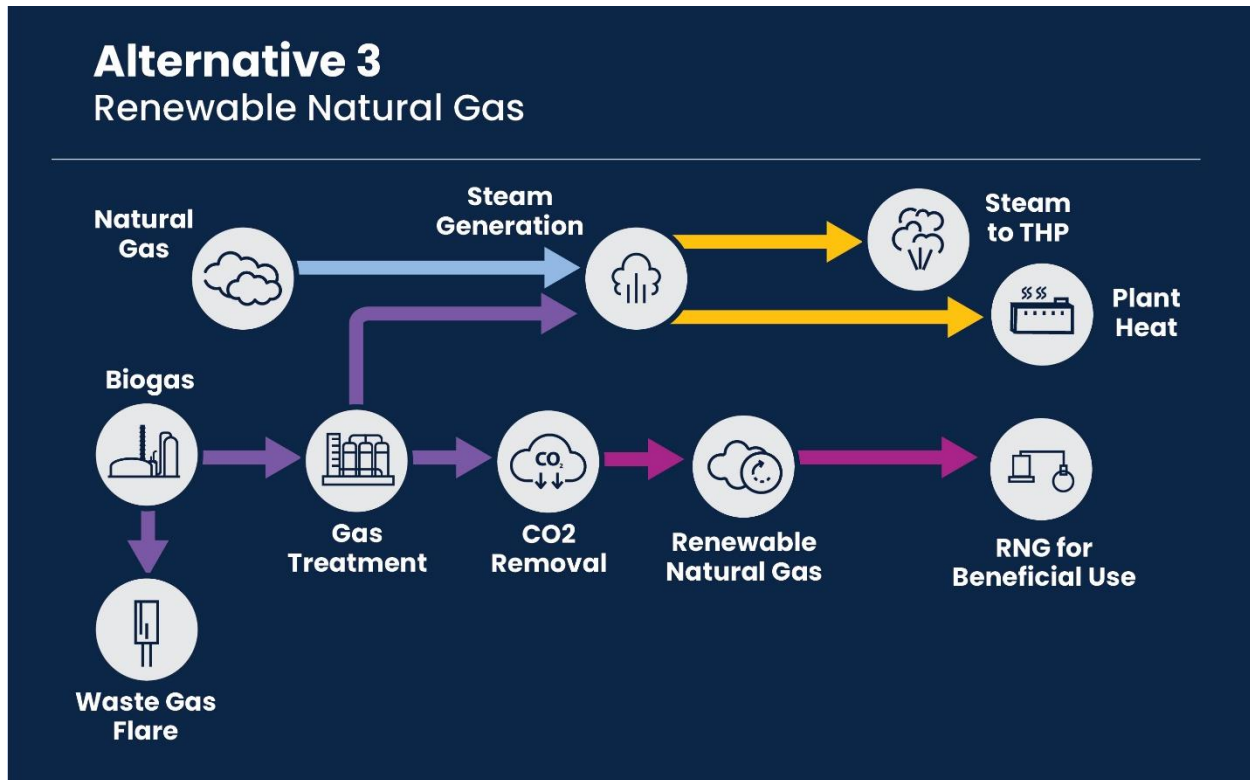 Alternative 3
Renewable Natural Gas
Natural
Gas
Steam
Generation
Steam
to THP
Plant
Heat
Biogas
Gas
Treatment
CO₂
CO2
Removal
Renewable
Natural Gas
RNG for
Beneficial Use
Waste Gas
Flare